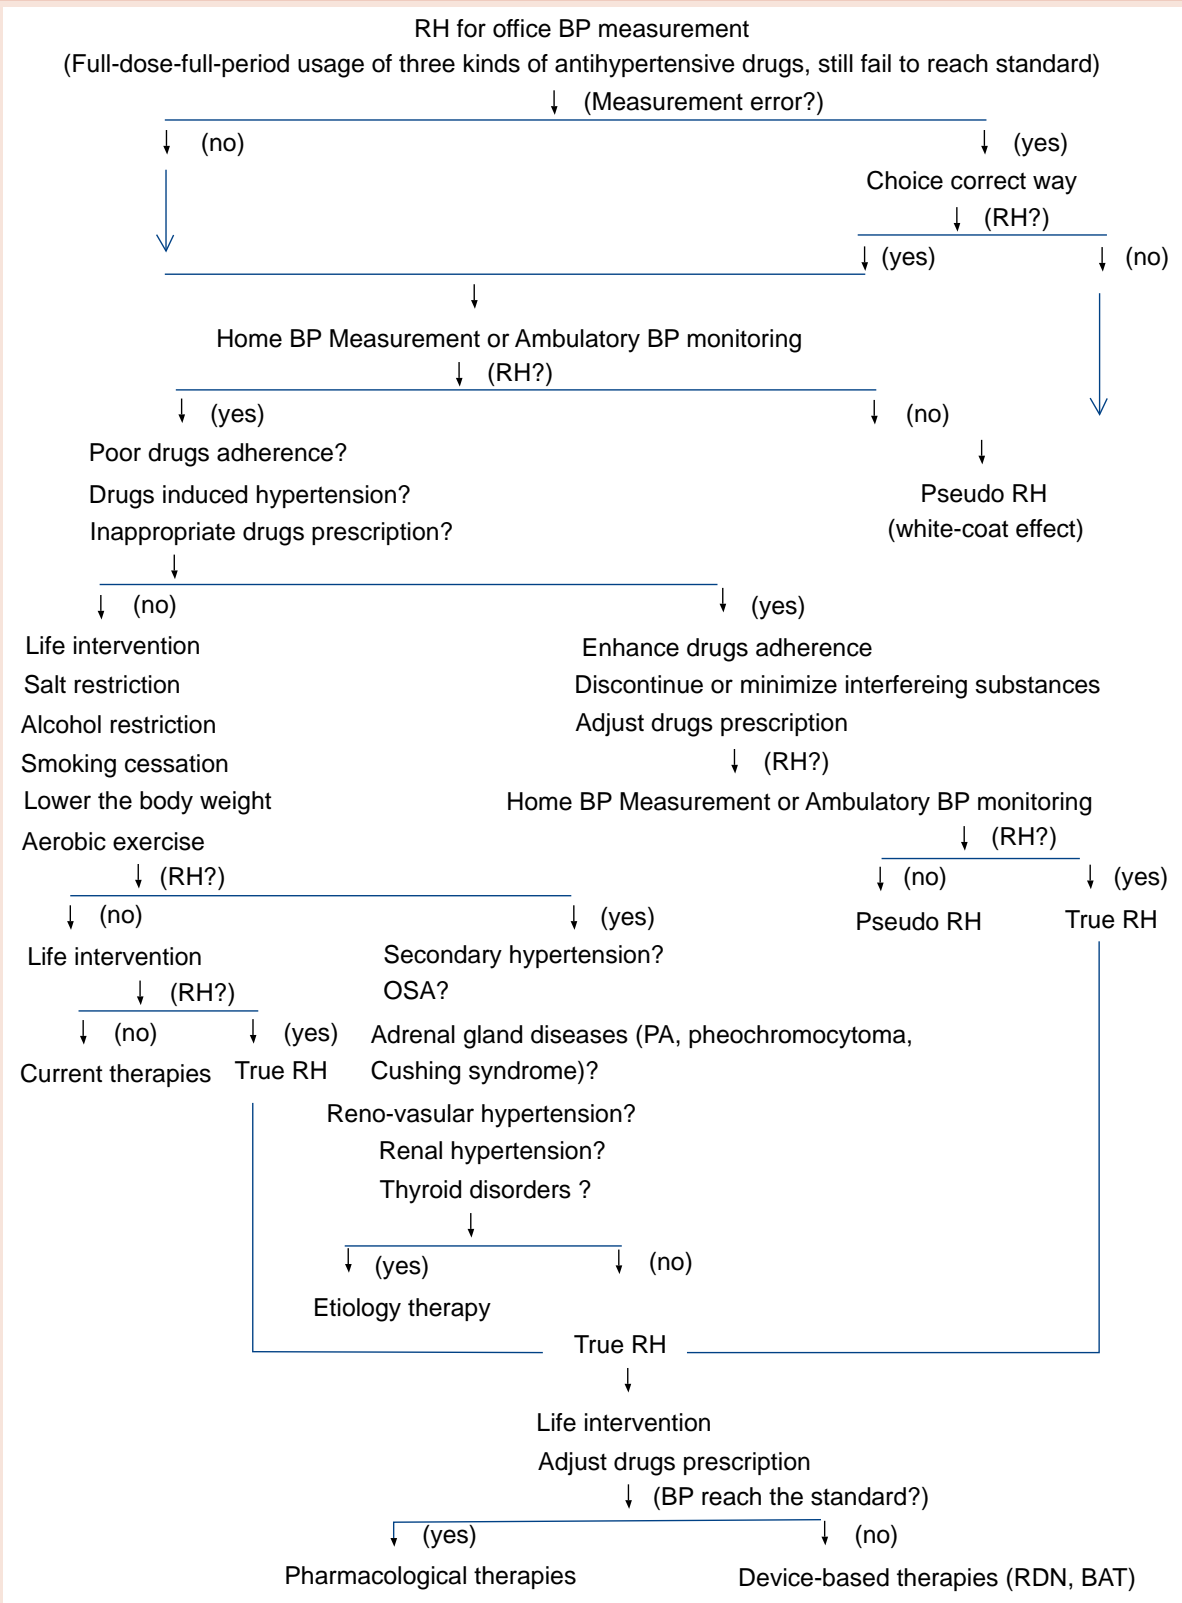 RH for office BP measurement
(Full-dose-full-period usage of three kinds of antihypertensive drugs, still fail to reach standard)
(Measurement error?)
(no)
(yes)
Choice correct way
(RH?)
(yes)
(no)
Home BP Measurement or Ambulatory BP monitoring
(RH?)
(yes)
(no)
Poor drugs adherence?
Drugs induced hypertension?
Inappropriate drugs prescription?
Pseudo RH
(white-coat effect)
(no)
(yes)
Life intervention
Salt restriction
Alcohol restriction
Smoking cessation
Lower the body weight
Aerobic exercise
(RH?)
Enhance drugs adherence
Discontinue or minimize interfereing substances
Adjust drugs prescription
(RH?)
Home BP Measurement or Ambulatory BP monitoring
(RH?)
(no)
(yes)
Pseudo RH
True RH
(no)
(yes)
Life intervention
(RH?)
(no)
(yes)
Current therapies
True RH
Secondary hypertension?
OSA?
Adrenal gland diseases (PA, pheochromocytoma,
Cushing syndrome)?
Reno-vasular hypertension?
Renal hypertension?
Thyroid disorders ?
(yes)
(no)
Etiology therapy
True RH
Life intervention
Adjust drugs prescription
(BP reach the standard?)
(yes)
(no)
Pharmacological therapies
Device-based therapies (RDN, BAT)